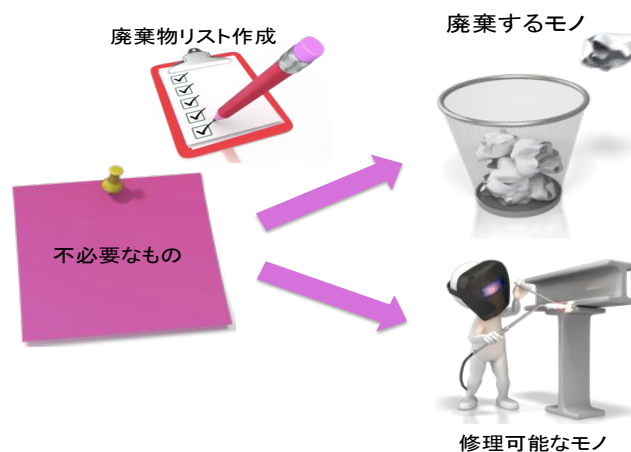 廃棄物リスト作成
廃棄するモノ
不必要なもの
修理可能なモノ